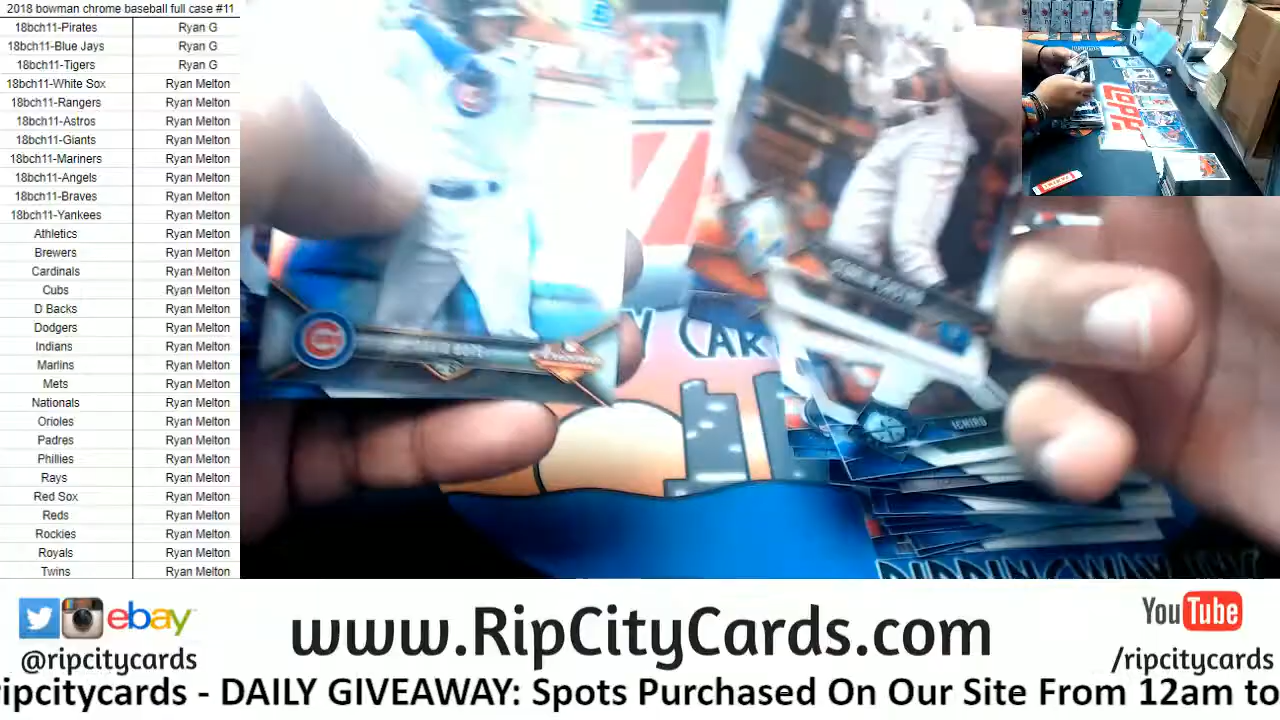 2018 bowman chrome baseball full case #11
18bch11-Pirates Ryan G
18bch11-Blue Jays Ryan G
18bch11-Tigers Ryan G
18bch11-White Sox Ryan Melton
18bch11-Rangers Ryan Melton
18bch11-Astros Ryan Melton
18bch11-Giants Ryan Melton
18bch11-Mariners Ryan Melton
18bch11-Angels Ryan Melton
18bch11-Braves Ryan Melton
18bch11-Yankees Ryan Melton
Athletics Ryan Melton
Brewers Ryan Melton
Cardinals Ryan Melton
Cubs Ryan Melton
D Backs Ryan Melton
Dodgers Ryan Melton
Indians Ryan Melton
Marlins Ryan Melton
Mets Ryan Melton
Nationals Ryan Melton
Orioles Ryan Melton
Padres Ryan Melton
Phillies Ryan Melton
Rays Ryan Melton
Red Sox Ryan Melton
Reds Ryan Melton
Rockies Ryan Melton
Royals Ryan Melton
Twins Ryan Melton
Y CAR
ICHIRO
ebay
@ripcitycards
www.RipCityCards.com
YouTube
/ripcitycards
ripcitycards - DAILY GIVEAWAY: Spots Purchased On Our Site From 12am to